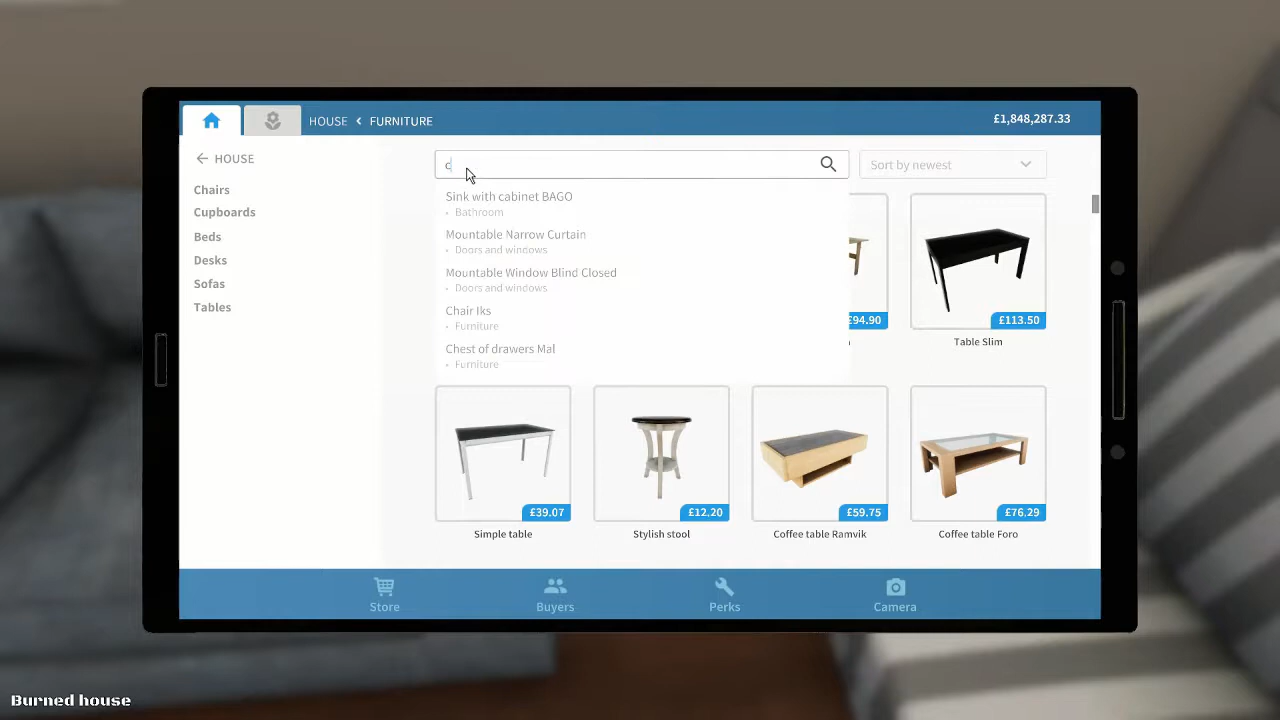 HOUSE < FURNITURE
£1,848,287.33
HOUSE
Chairs
Cupboards
Beds
Desks
Sofas
Tables
c
Sort by newest
Sink with cabinet BAGO
• Bathroom
Mountable Narrow Curtain
• Doors and windows
Mountable Window Blind Closed
• Doors and windows
Chair Iks
• Furniture
Chest of drawers Mal
• Furniture
£94.90
£113.50
Table Slim
£39.07
£12.20
£59.75
£76.29
Simple table
Stylish stool
Coffee table Ramvik
Coffee table Foro
Store
Buyers
Perks
Camera
Burned house